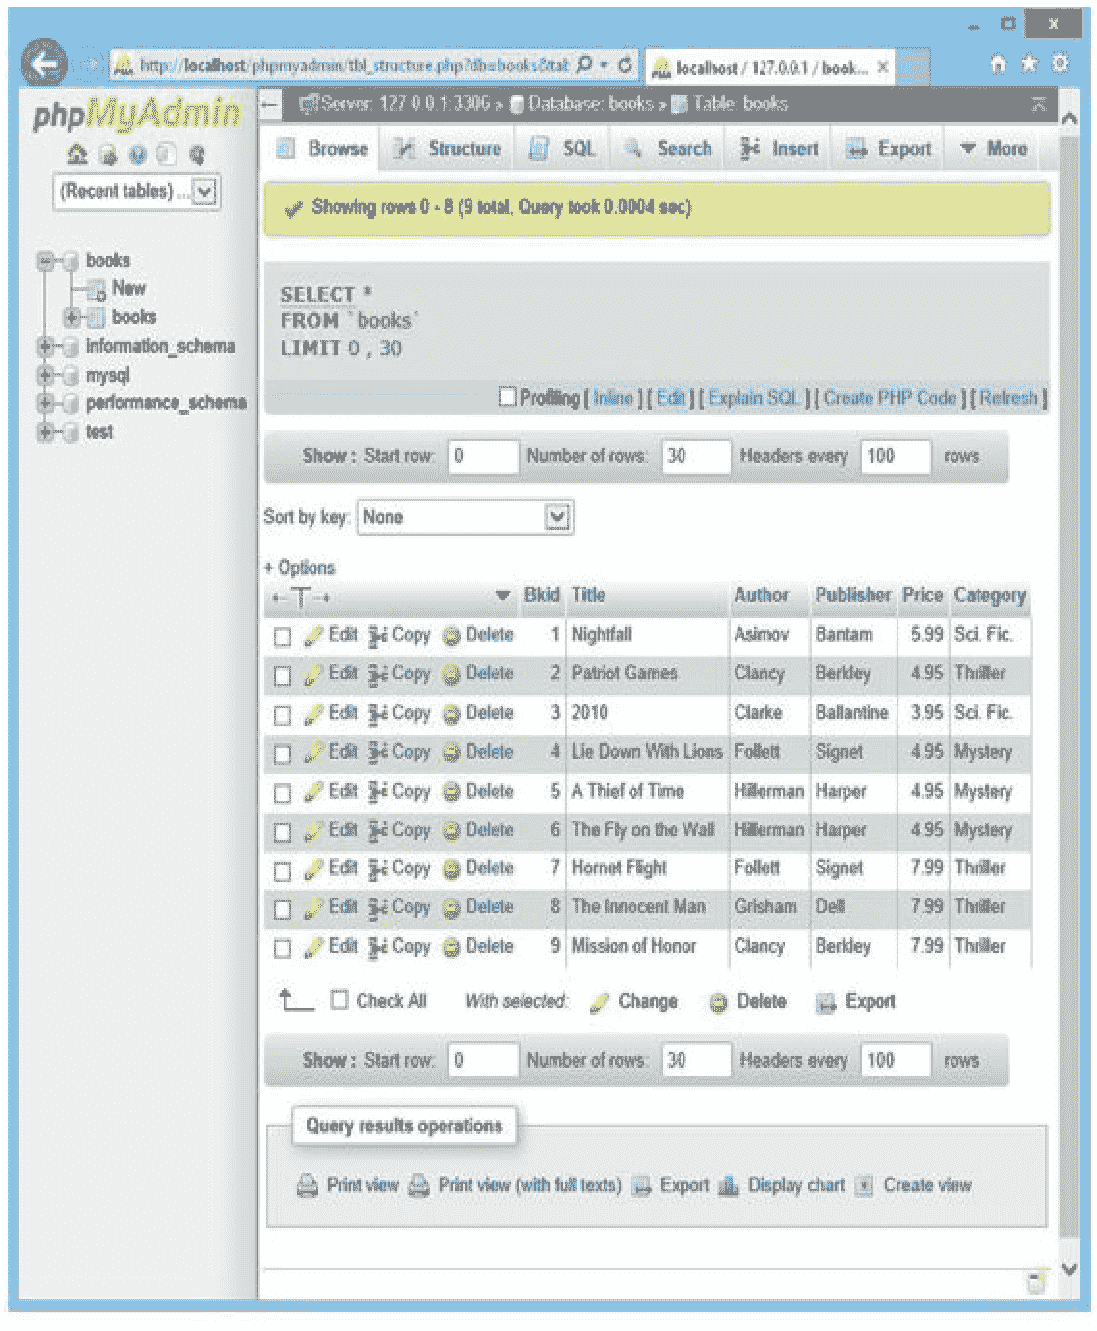 http://localhost/phpmyadmin/tbl_structure.php?db=books&tab
localhost / 127.0.0.1 / book... ×
phpMyAdmin
(Recent tables) ...
books
New
books
information_schema
mysql
performance_schema
test
Server: 127.0.0.1:3306 » Database: books » Table: books
Browse Structure SQL Search Insert Export More
Showing rows 0 - 8 (9 total, Query took 0.0004 sec)
SELECT *
FROM `books`
LIMIT 0 , 30
Profiling [ Inline ] [ Edit ] [ Explain SQL ] [ Create PHP Code ] [ Refresh ]
Show : Start row: 0 Number of rows: 30 Headers every 100 rows
Sort by key: None
+ Options
←T→ Bkid Title Author Publisher Price Category
Edit Copy Delete 1 Nightfall Asimov Bantam 5.99 Sci. Fic.
Edit Copy Delete 2 Patriot Games Clancy Berkley 4.95 Thriller
Edit Copy Delete 3 2010 Clarke Ballantine 3.95 Sci. Fic.
Edit Copy Delete 4 Lie Down With Lions Follett Signet 4.95 Mystery
Edit Copy Delete 5 A Thief of Time Hillerman Harper 4.95 Mystery
Edit Copy Delete 6 The Fly on the Wall Hillerman Harper 4.95 Mystery
Edit Copy Delete 7 Hornet Flight Follett Signet 7.99 Thriller
Edit Copy Delete 8 The Innocent Man Grisham Dell 7.99 Thriller
Edit Copy Delete 9 Mission of Honor Clancy Berkley 7.99 Thriller
Check All With selected: Change Delete Export
Show : Start row: 0 Number of rows: 30 Headers every 100 rows
Query results operations
Print view Print view (with full texts) Export Display chart Create view